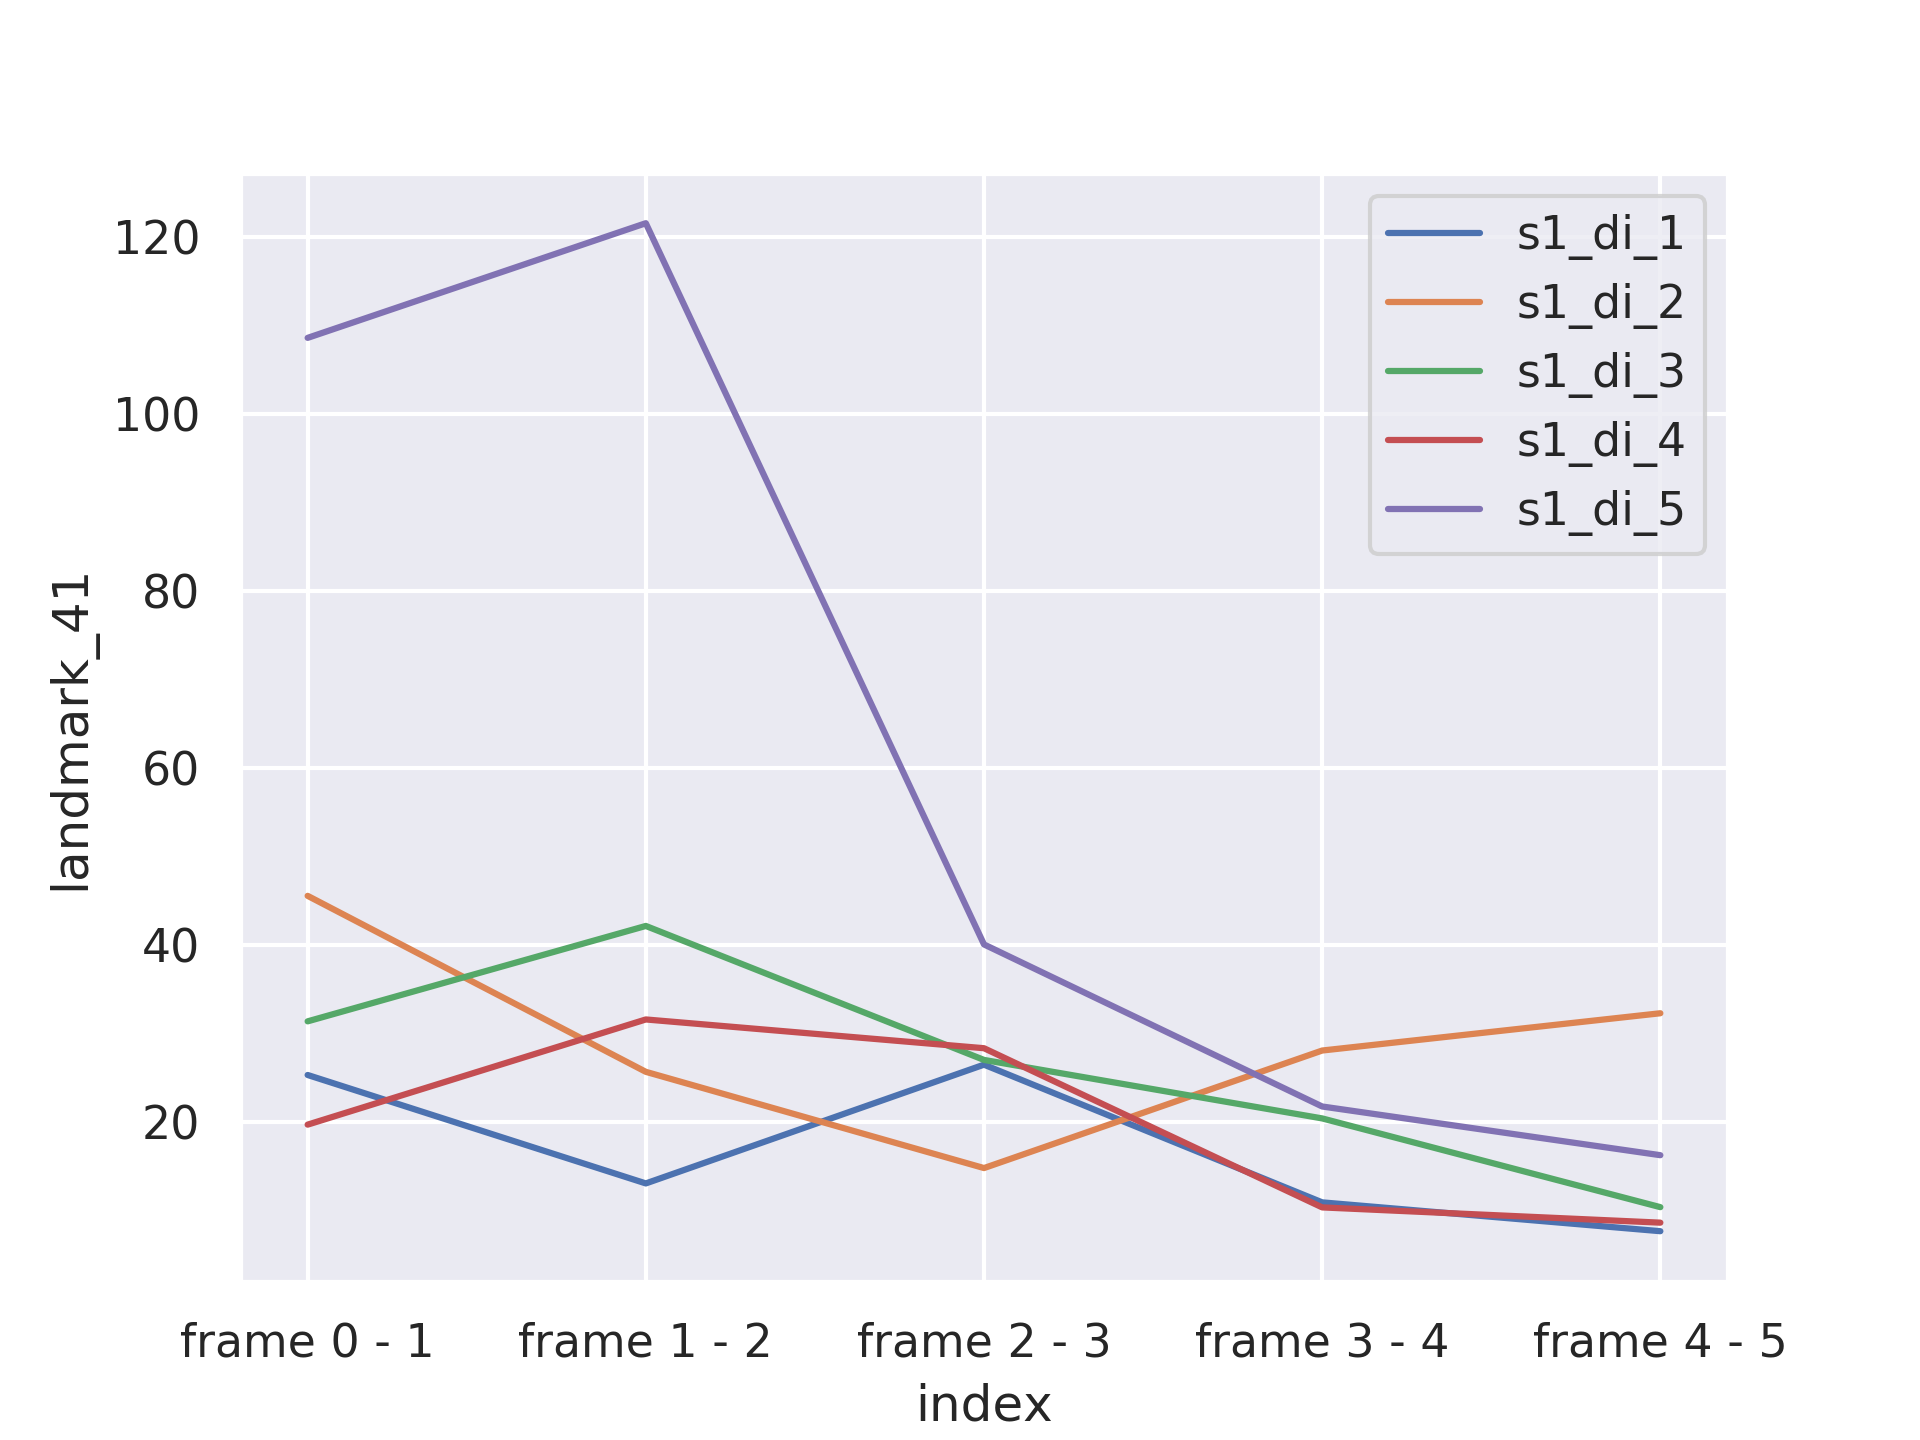 s1_di_1
s1_di_2
s1_di_3
s1_di_4
s1_di_5
120
100
80
60
40
20
landmark_41
frame 0 - 1 frame 1 - 2 frame 2 - 3 frame 3 - 4 frame 4 - 5
index